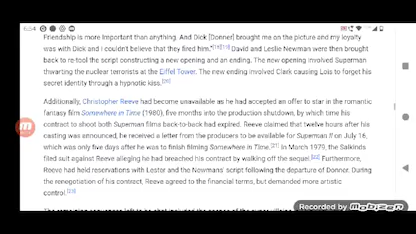 6:54
Friendship is more important than anything. And Dick [Donner] brought me on the picture and my loyalty
was with Dick and I couldn't believe that they fired him."[18][19] David and Leslie Newman were then brought
back to re-tool the script constructing a new opening and an ending. The new opening involved Superman
thwarting the nuclear terrorists at the Eiffel Tower. The new ending involved Clark causing Lois to forget his
secret identity through a hypnotic kiss.[20]
Additionally, Christopher Reeve had become unavailable as he had accepted an offer to star in the romantic
fantasy film Somewhere in Time (1980), five months into the production shutdown, by which time his
contract to shoot both Superman films back-to-back had expired. Reeve claimed that twelve hours after his
casting was announced, he received a letter from the producers to be available for Superman II on July 16,
which was only five days after he was to finish filming Somewhere in Time.[21] In March 1979, the Salkinds
filed suit against Reeve alleging he had breached his contract by walking off the sequel.[22] Furthermore,
Reeve had held reservations with Lester and the Newmans' script following the departure of Donner. During
the renegotiation of his contract, Reeve agreed to the financial terms, but demanded more artistic
control.[23]
Recorded by
Mobizen